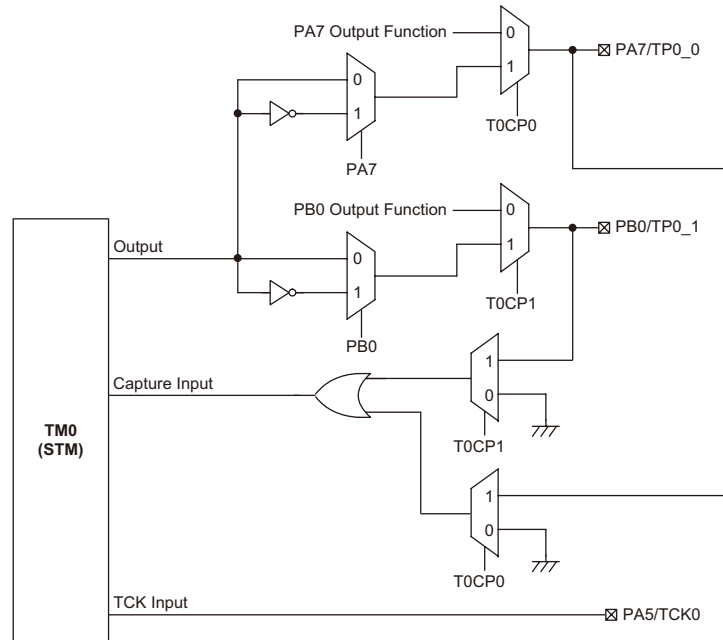 PA7 Output Function
0
1
PA7/TP0_0
0
1
T0CP0
PA7
PB0 Output Function
0
1
PB0/TP0_1
Output
0
1
T0CP1
PB0
1
Capture Input
0
TM0
(STM)
T0CP1
1
0
T0CP0
TCK Input
PA5/TCK0